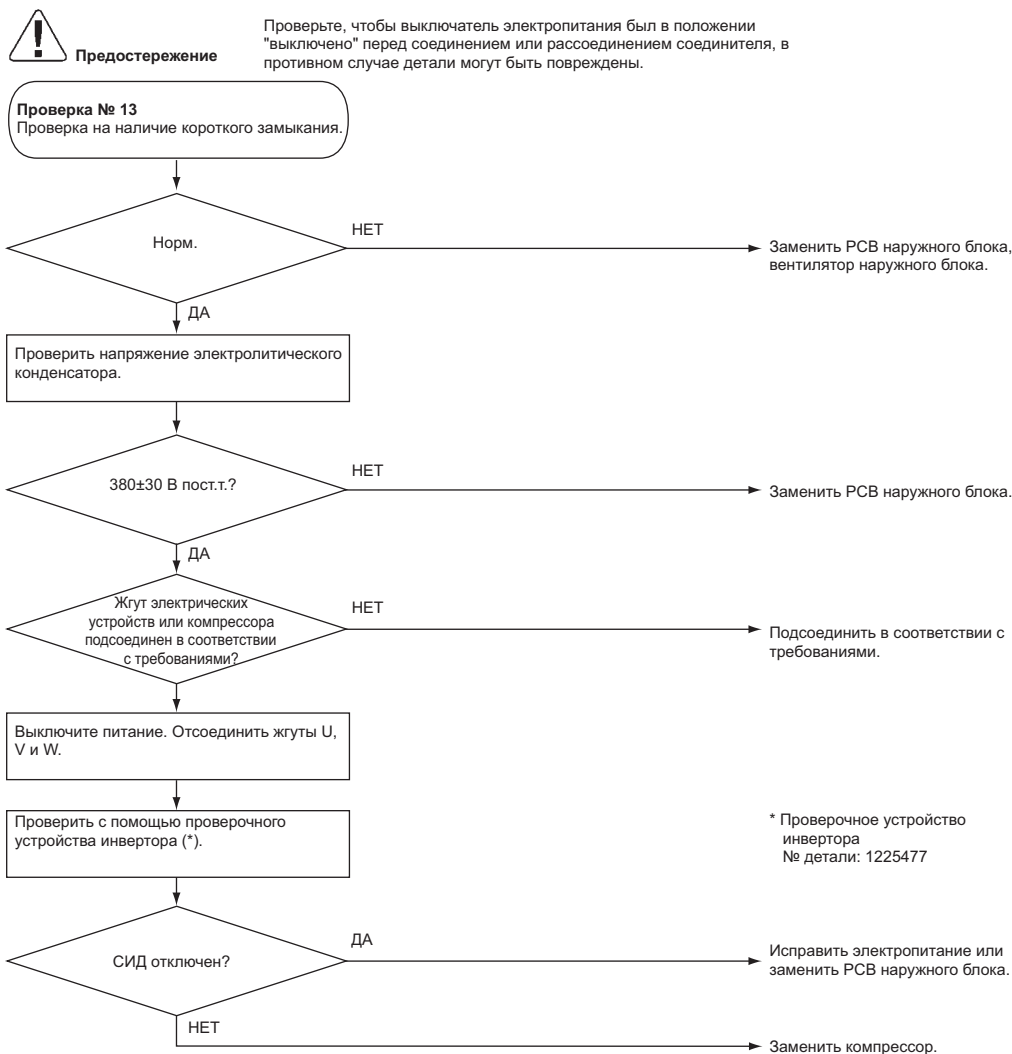 Предостережение
Проверьте, чтобы выключатель электропитания был в положении
"выключено" перед соединением или рассоединением соединителя, в
противном случае детали могут быть повреждены.
Проверка № 13
Проверка на наличие короткого замыкания.
Норм.
НЕТ
Заменить PCB наружного блока,
вентилятор наружного блока.
ДА
Проверить напряжение электролитического
конденсатора.
380±30 В пост.т.?
НЕТ
Заменить PCB наружного блока.
ДА
Жгут электрических
устройств или компрессора
подсоединен в соответствии
с требованиями?
НЕТ
Подсоединить в соответствии с
требованиями.
Выключите питание. Отсоединить жгуты U,
V и W.
Проверить с помощью проверочного
устройства инвертора (*).
* Проверочное устройство
инвертора
№ детали: 1225477
СИД отключен?
ДА
Исправить электропитание или
заменить PCB наружного блока.
НЕТ
Заменить компрессор.